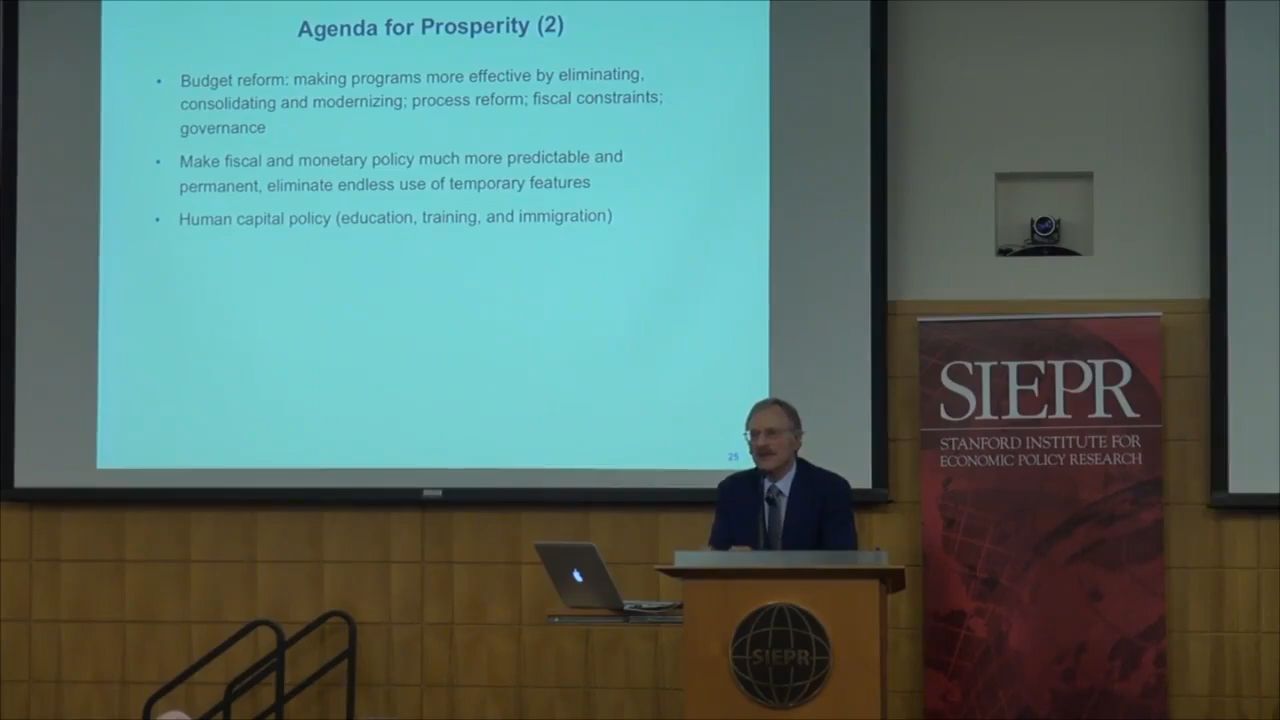 Agenda for Prosperity (2)
• Budget reform: making programs more effective by eliminating,
consolidating and modernizing; process reform; fiscal constraints;
governance
• Make fiscal and monetary policy much more predictable and
permanent, eliminate endless use of temporary features
• Human capital policy (education, training, and immigration)
25
SIEPR
STANFORD INSTITUTE FOR
ECONOMIC POLICY RESEARCH
SIEPR